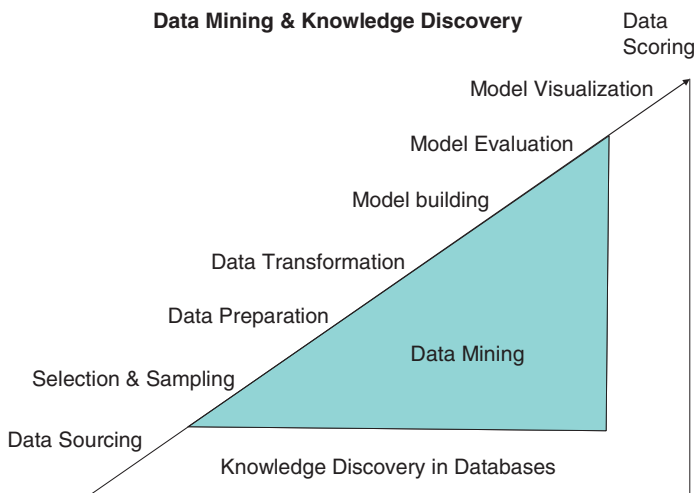 Data Mining & Knowledge Discovery
Data
Scoring
Model Visualization
Model Evaluation
Model building
Data Transformation
Data Preparation
Data Mining
Selection & Sampling
Data Sourcing
Knowledge Discovery in Databases